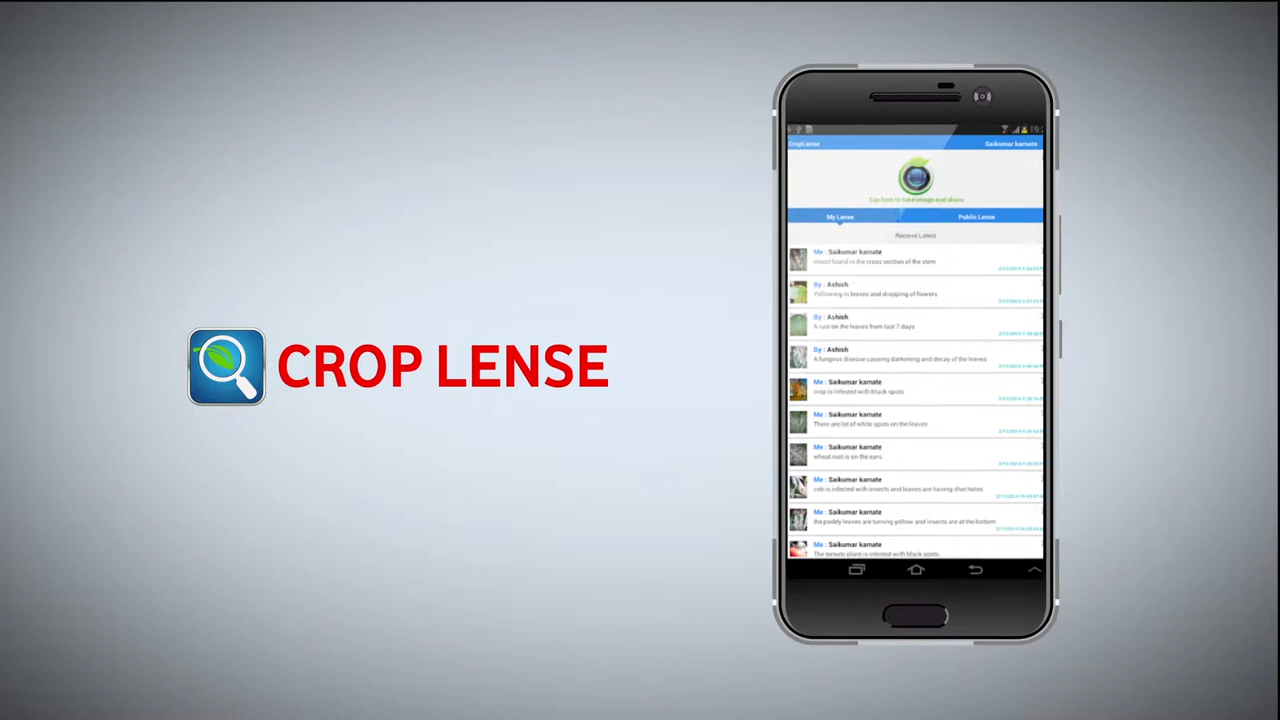 CROP LENSE
CropLense
Saikumar karnate
Tap here to take image and share
My Lense
Public Lense
Receive Latest
Me : Saikumar karnate
insect found in the cross section of the stem
By : Ashish
Yellowing in leaves and dropping of flowers
By : Ashish
A rust on the leaves from last 7 days
By : Ashish
A fungous disease causing darkening and decay of the leaves
Me : Saikumar karnate
crop is infested with black spots
Me : Saikumar karnate
There are lot of white spots on the leaves
Me : Saikumar karnate
wheat rust is on the ears
Me : Saikumar karnate
cob is infected with insects and leaves are having shot holes
Me : Saikumar karnate
the paddy leaves are turning yellow and insects are at the bottom
Me : Saikumar karnate
The tomato plant is infested with black spots